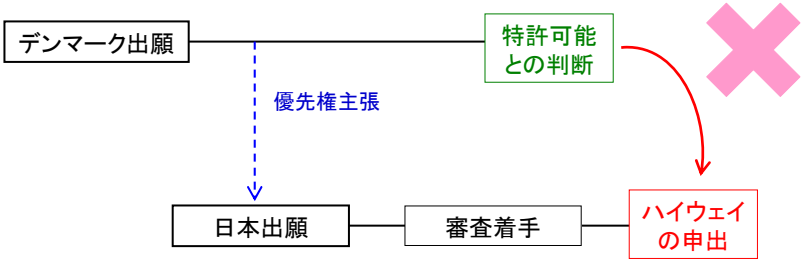 デンマーク出願
特許可能
との判断
優先権主張
日本出願
審査着手
ハイウェイ
の申出